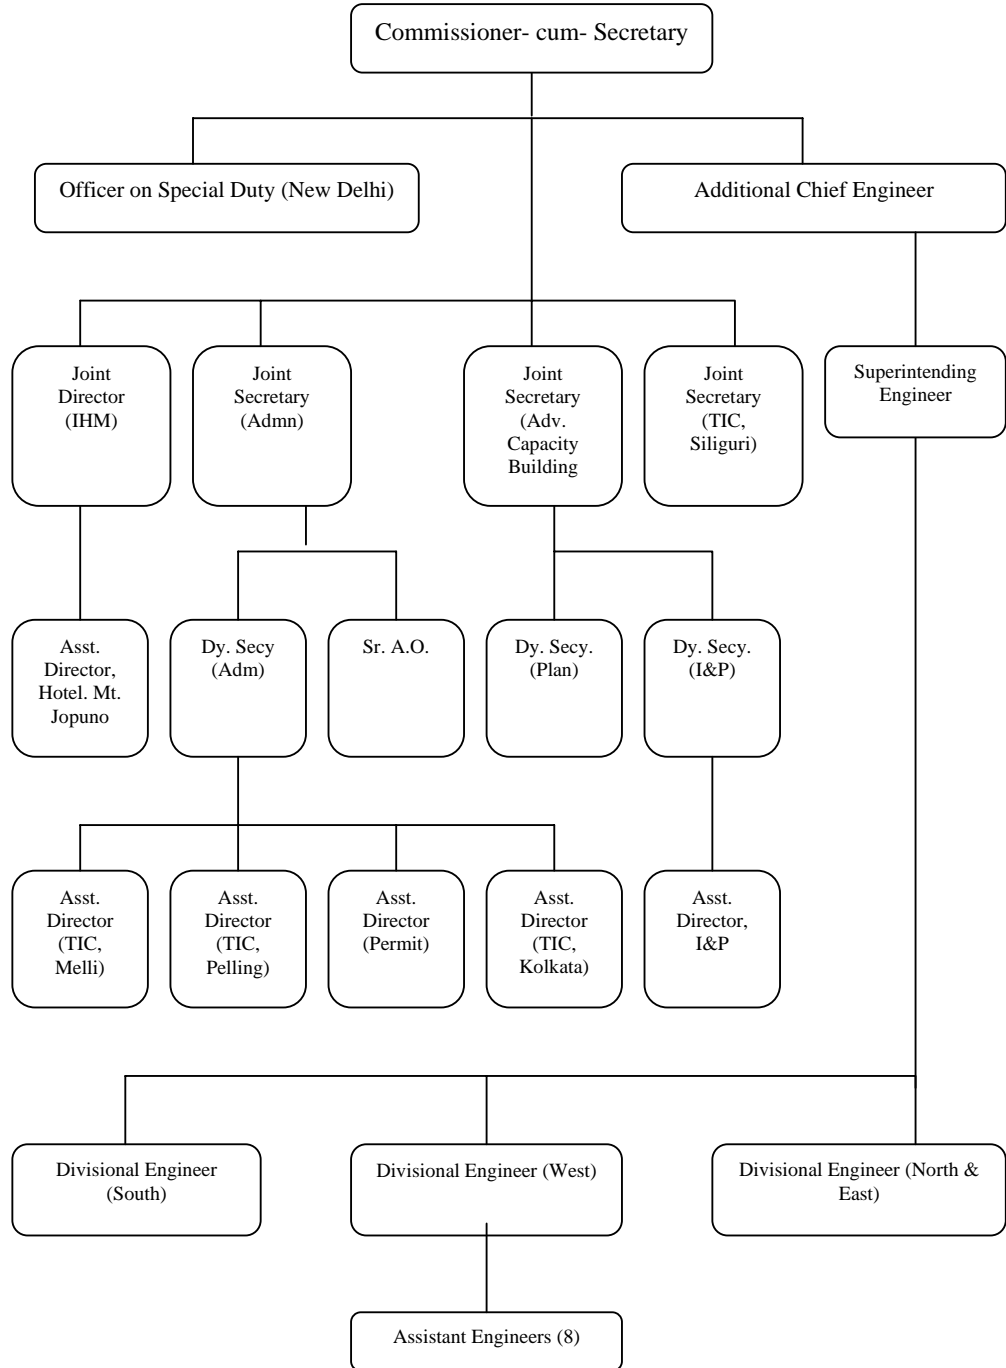 Commissioner- cum- Secretary
Officer on Special Duty (New Delhi)
Additional Chief Engineer
Joint
Director
(IHM)
Joint
Secretary
(Admn)
Joint
Secretary
(Adv.
Capacity
Building
Joint
Secretary
(TIC,
Siliguri)
Superintending
Engineer
Asst.
Director,
Hotel. Mt.
Jopuno
Dy. Secy
(Adm)
Sr. A.O.
Dy. Secy.
(Plan)
Dy. Secy.
(I&P)
Asst.
Director
(TIC,
Melli)
Asst.
Director
(TIC,
Pelling)
Asst.
Director
(Permit)
Asst.
Director
(TIC,
Kolkata)
Asst.
Director,
I&P
Divisional Engineer
(South)
Divisional Engineer (West)
Divisional Engineer (North &
East)
Assistant Engineers (8)